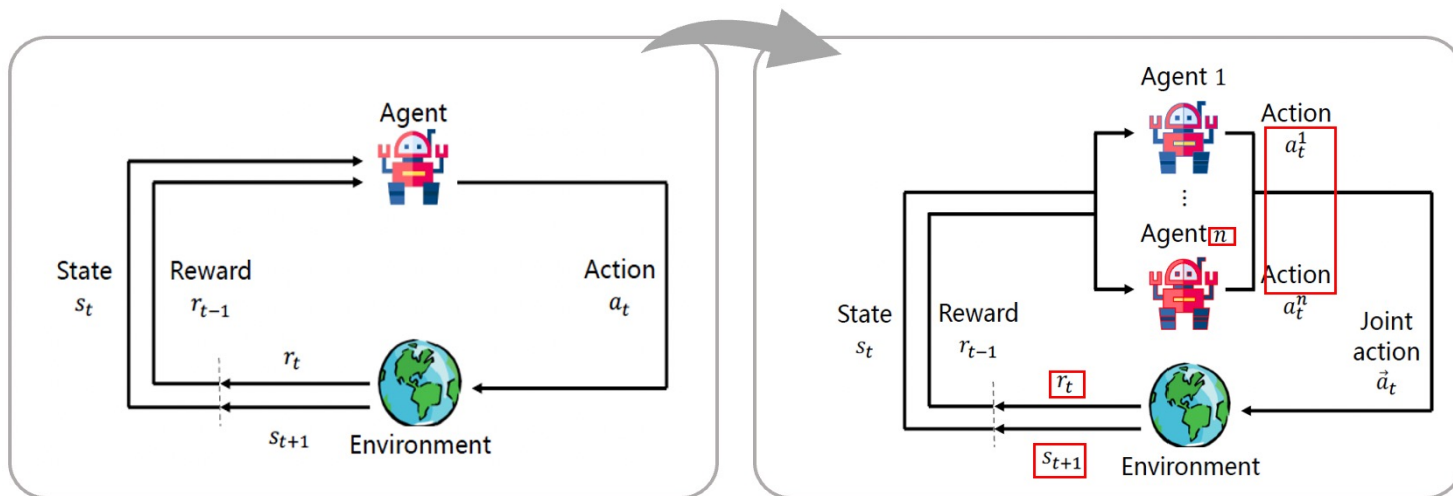 Agent
State
s_t
Reward
r_{t-1}
Action
a_t
r_t
s_{t+1}
Environment
Agent 1
Action
a_t^1
⋮
Agent n
Action
a_t^n
State
s_t
Reward
r_{t-1}
Joint
action
\vec{a}_t
r_t
s_{t+1}
Environment